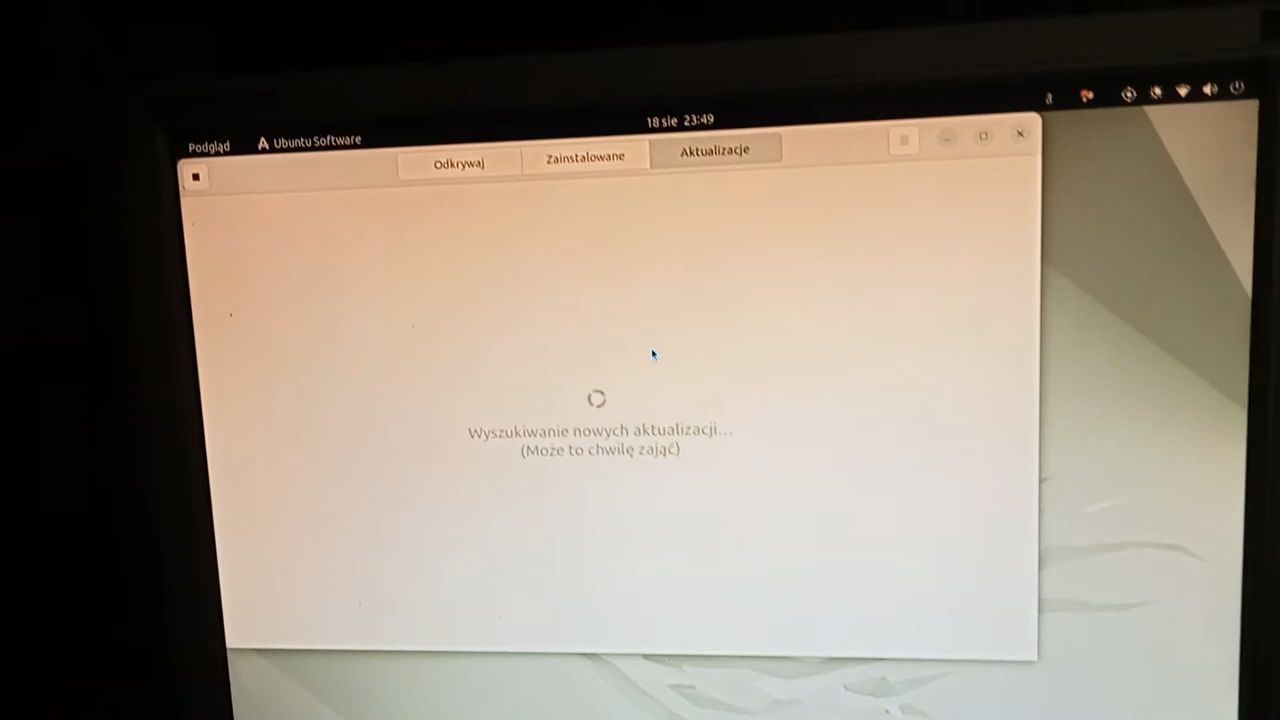 Podgląd
Ubuntu Software
18 sie 23:49
Odkrywaj
Zainstalowane
Aktualizacje
Wyszukiwanie nowych aktualizacji...
(Może to chwilę zająć)